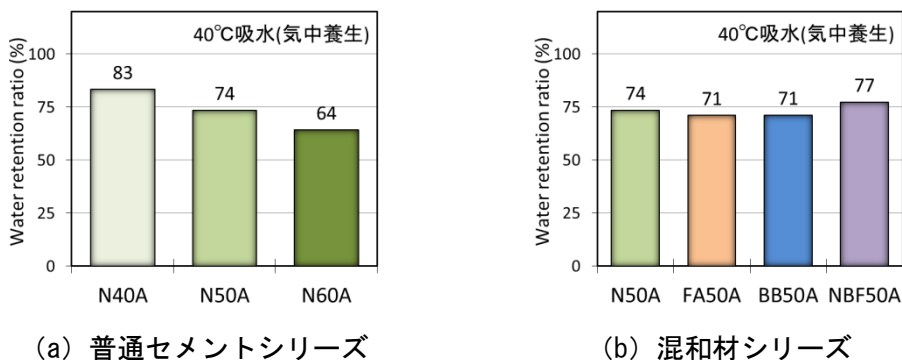 40℃吸水(気中養生)
Water retention ratio (%)
100
75
50
25
0
83
74
64
N40A
N50A
N60A
(a) 普通セメントシリーズ
40℃吸水(気中養生)
Water retention ratio (%)
100
75
50
25
0
74
71
71
77
N50A
FA50A
BB50A
NBF50A
(b) 混和材シリーズ